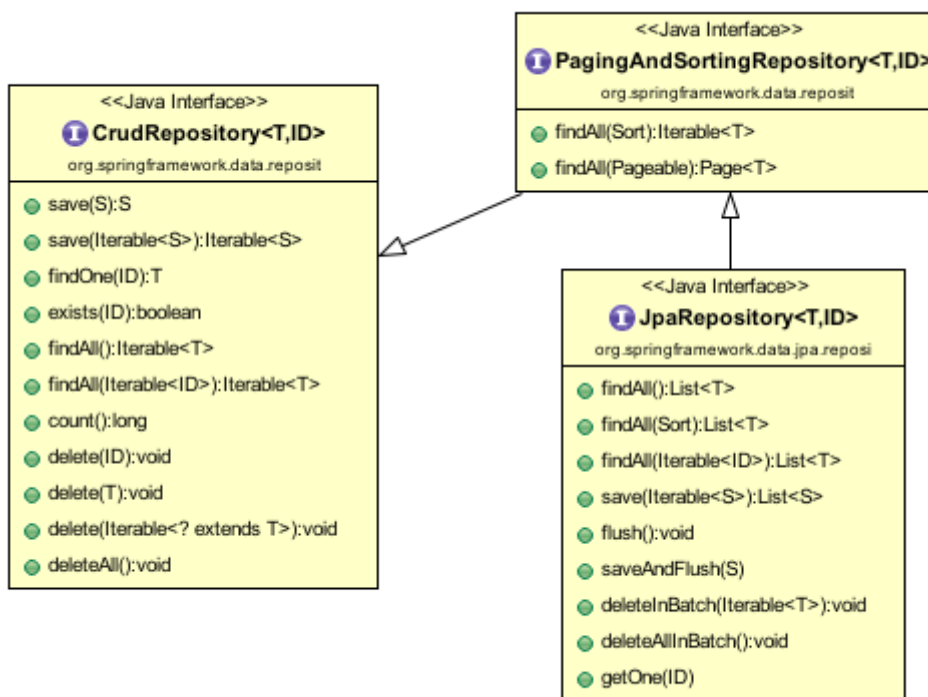 <<Java Interface>>
I CrudRepository<T,ID>
org.springframework.data.reposit
save(S):S
save(Iterable<S>):Iterable<S>
findOne(ID):T
exists(ID):boolean
findAll():Iterable<T>
findAll(Iterable<ID>):Iterable<T>
count():long
delete(ID):void
delete(T):void
delete(Iterable<? extends T>):void
deleteAll():void
<<Java Interface>>
I PagingAndSortingRepository<T,ID>
org.springframework.data.reposit
findAll(Sort):Iterable<T>
findAll(Pageable):Page<T>
<<Java Interface>>
I JpaRepository<T,ID>
org.springframework.data.jpa.reposi
findAll():List<T>
findAll(Sort):List<T>
findAll(Iterable<ID>):List<T>
save(Iterable<S>):List<S>
flush():void
saveAndFlush(S)
deleteInBatch(Iterable<T>):void
deleteAllInBatch():void
getOne(ID)